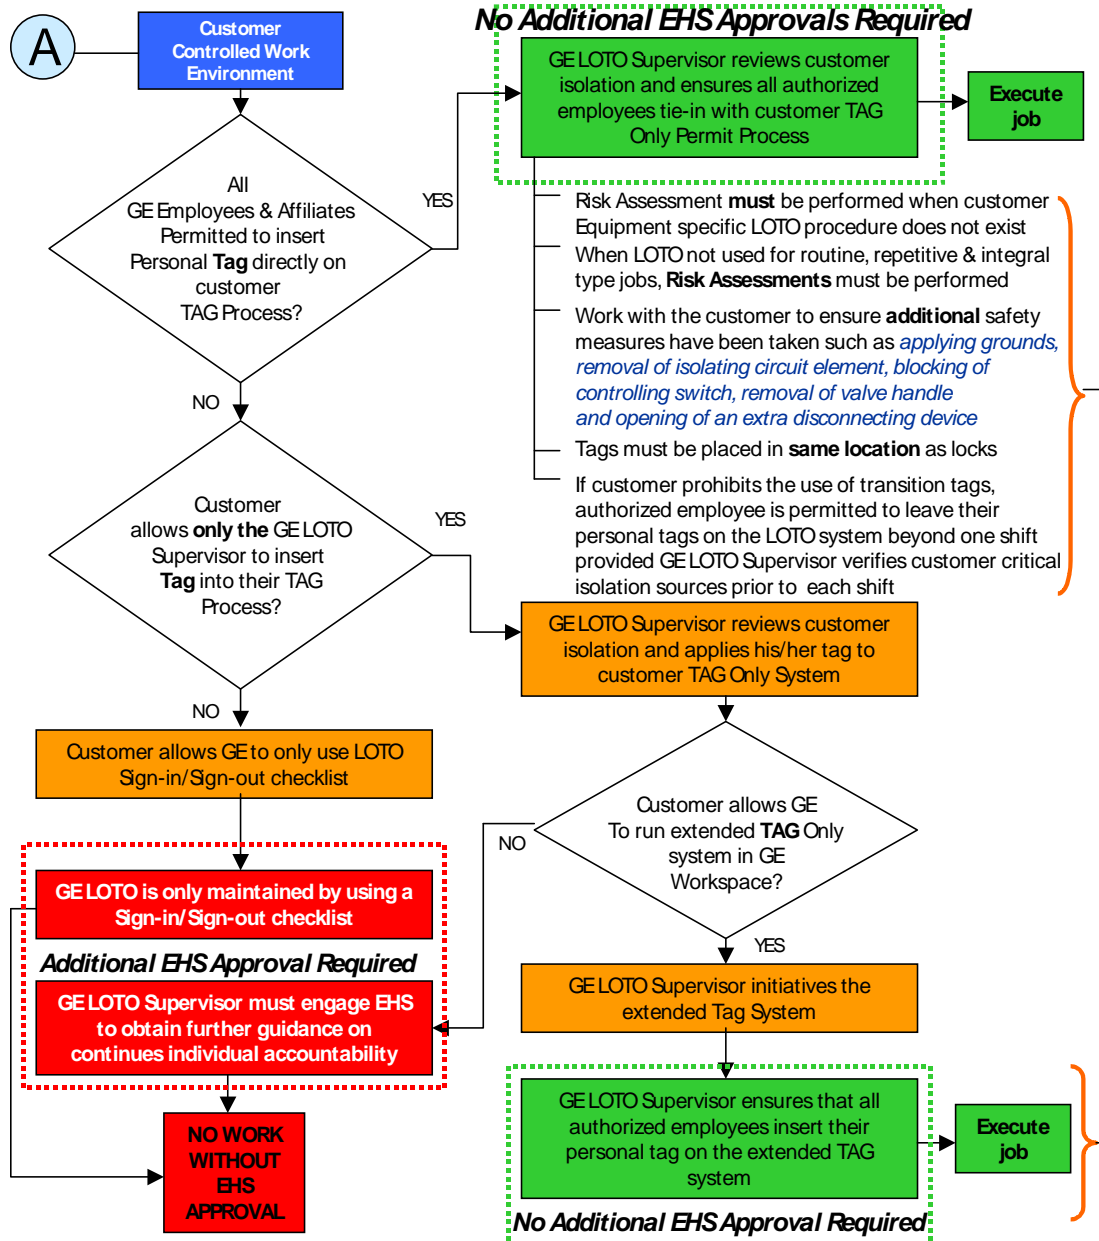 A
Customer
Controlled Work
Environment
No Additional EHS Approvals Required
GE LOTO Supervisor reviews customer
isolation and ensures all authorized
employees tie-in with customer TAG
Only Permit Process
Execute
job
All
GE Employees & Affiliates
Permitted to insert
Personal Tag directly on
customer
TAG Process?
YES
NO
Risk Assessment must be performed when customer
Equipment specific LOTO procedure does not exist
When LOTO not used for routine, repetitive & integral
type jobs, Risk Assessments must be performed
Work with the customer to ensure additional safety
measures have been taken such as applying grounds,
removal of isolating circuit element, blocking of
controlling switch, removal of valve handle
and opening of an extra disconnecting device
Tags must be placed in same location as locks
If customer prohibits the use of transition tags,
authorized employee is permitted to leave their
personal tags on the LOTO system beyond one shift
provided GE LOTO Supervisor verifies customer critical
isolation sources prior to each shift
Customer
allows only the GE LOTO
Supervisor to insert
Tag into their TAG
Process?
YES
NO
GE LOTO Supervisor reviews customer
isolation and applies his/her tag to
customer TAG Only System
Customer allows GE to only use LOTO
Sign-in/Sign-out checklist
Customer allows GE
To run extended TAG Only
system in GE
Workspace?
NO
YES
GE LOTO is only maintained by using a
Sign-in/Sign-out checklist
Additional EHS Approval Required
GE LOTO Supervisor must engage EHS
to obtain further guidance on
continues individual accountability
GE LOTO Supervisor initiatives the
extended Tag System
NO WORK
WITHOUT
EHS
APPROVAL
GE LOTO Supervisor ensures that all
authorized employees insert their
personal tag on the extended TAG
system
Execute
job
No Additional EHS Approval Required